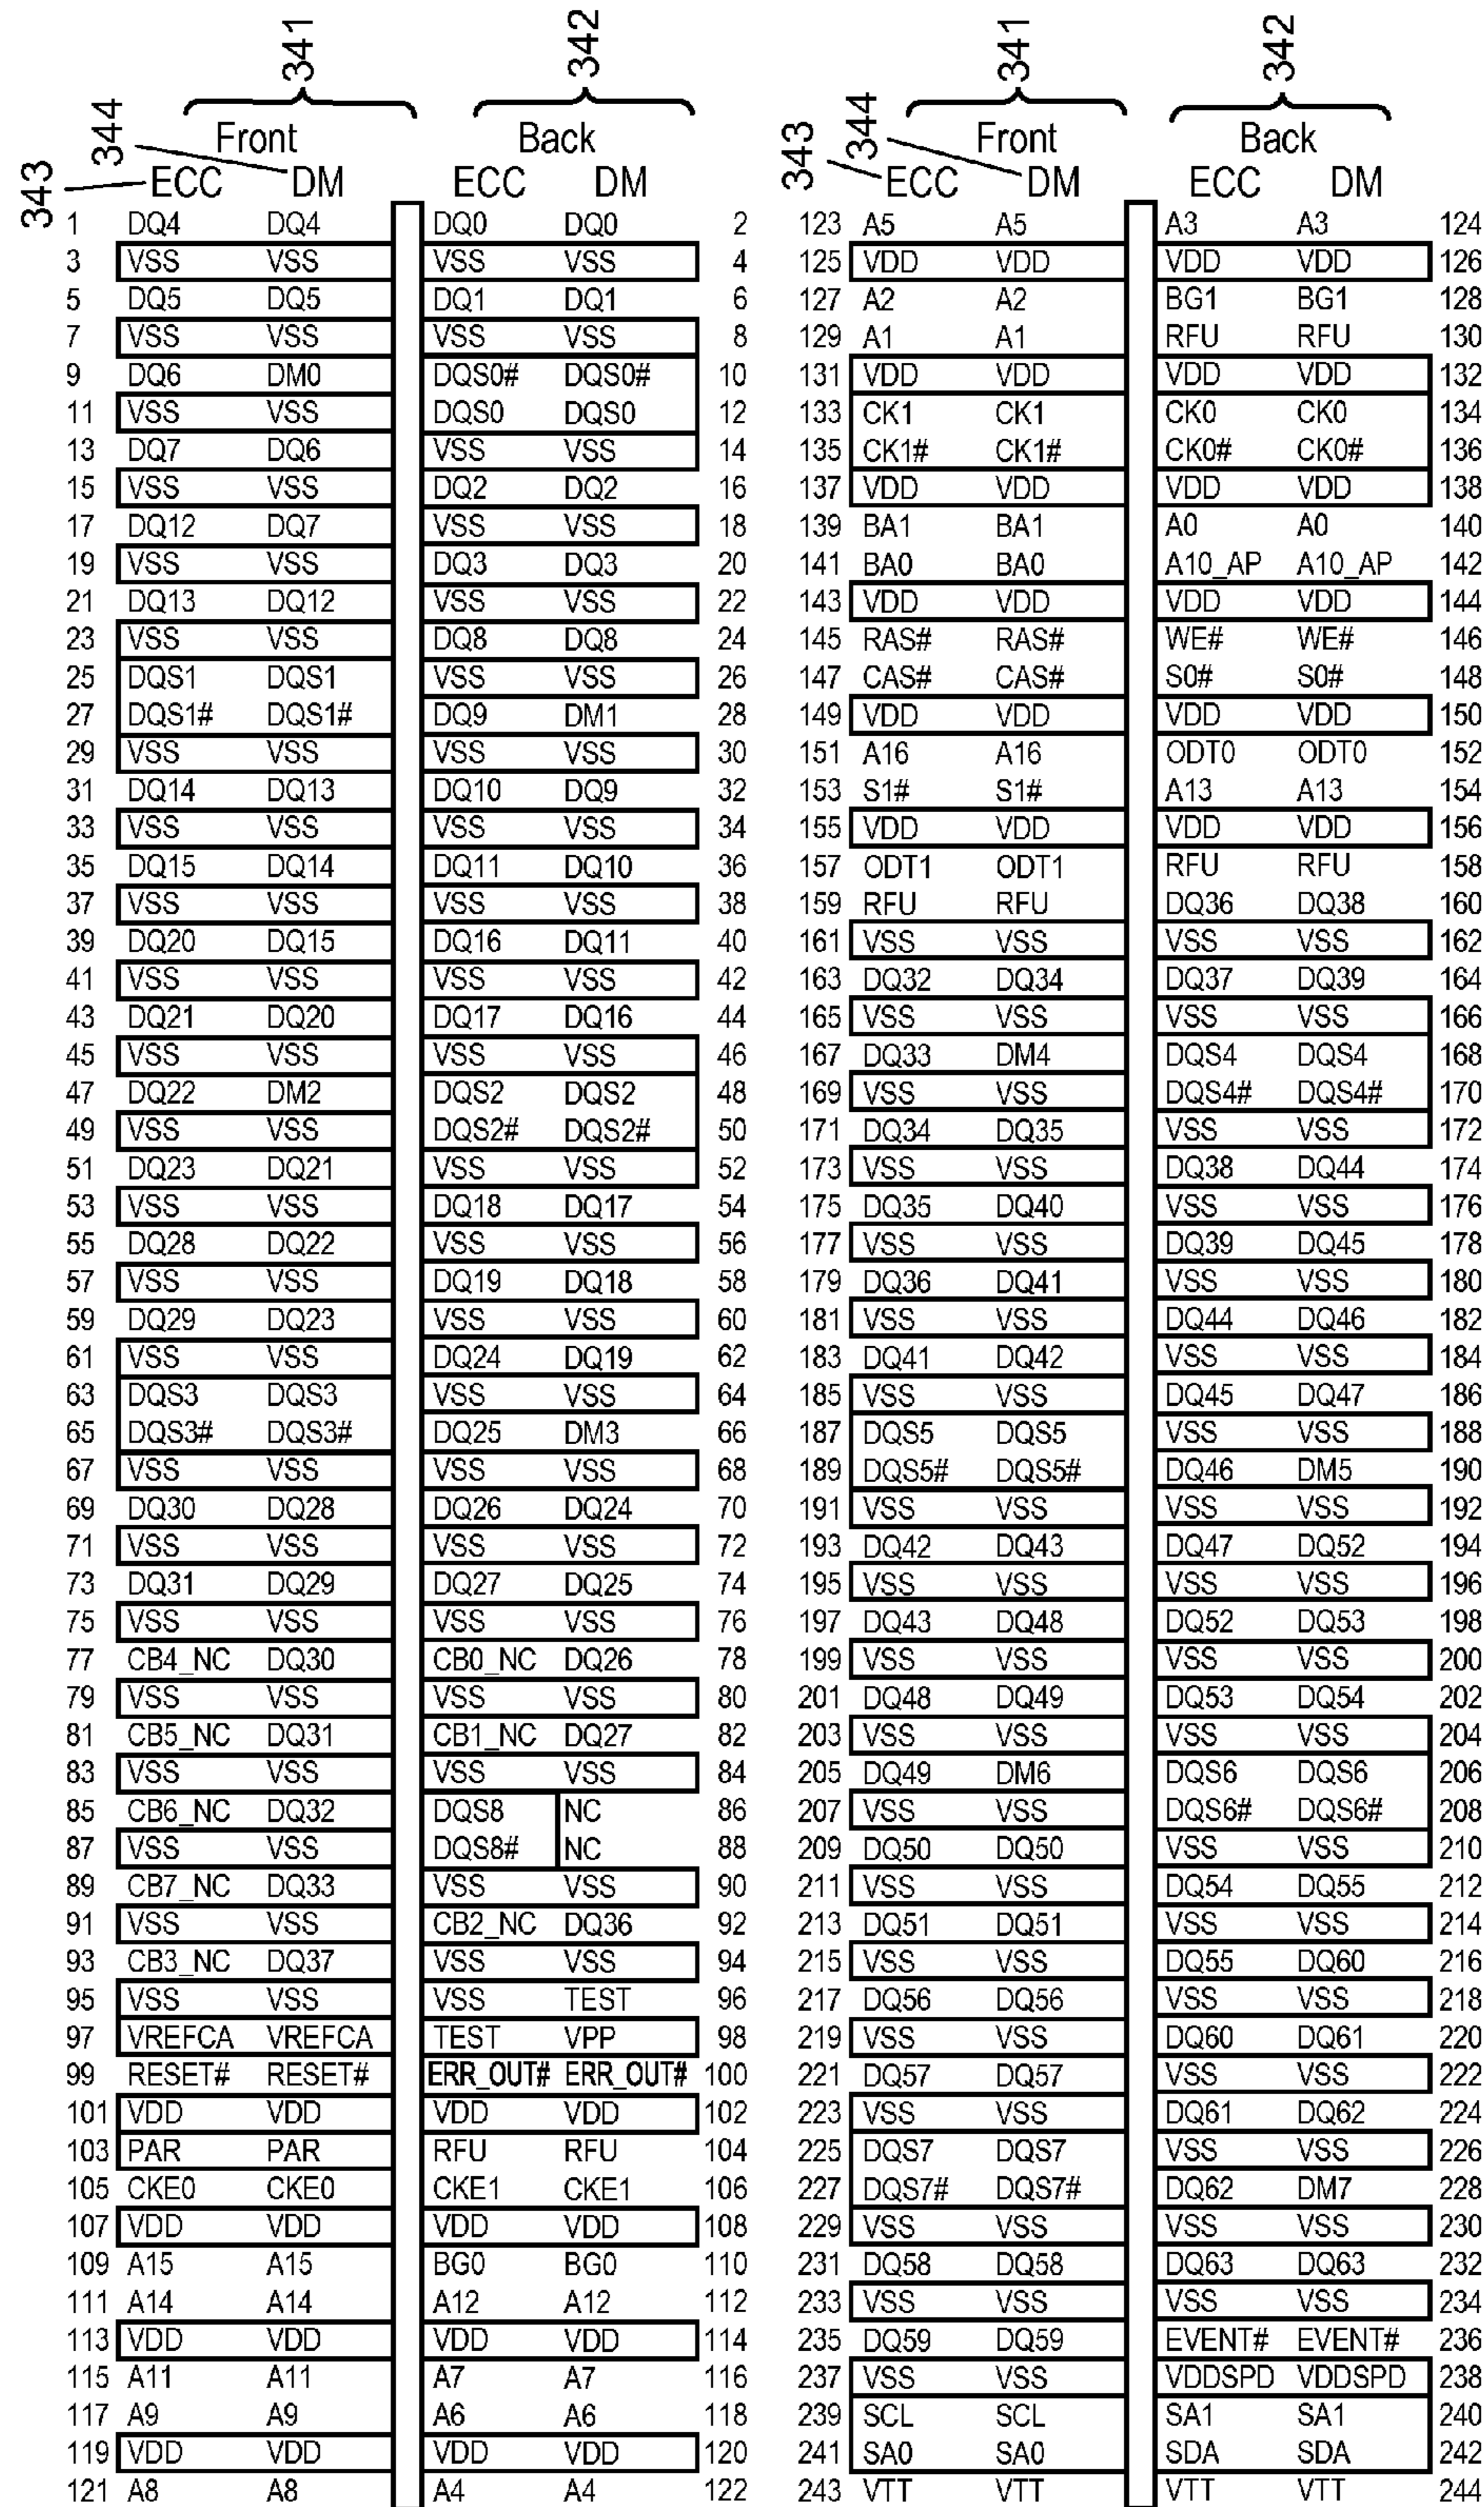 341 342 341 342
344 344
Front Back Front Back
343 343
ECC DM ECC DM ECC DM ECC DM
1 DQ4 DQ4 DQ0 DQ0 2 123 A5 A5 A3 A3 124
3 VSS VSS VSS VSS 4 125 VDD VDD VDD VDD 126
5 DQ5 DQ5 DQ1 DQ1 6 127 A2 A2 BG1 BG1 128
7 VSS VSS VSS VSS 8 129 A1 A1 RFU RFU 130
9 DQ6 DM0 DQS0# DQS0# 10 131 VDD VDD VDD VDD 132
11 VSS VSS DQS0 DQS0 12 133 CK1 CK1 CK0 CK0 134
13 DQ7 DQ6 VSS VSS 14 135 CK1# CK1# CK0# CK0# 136
15 VSS VSS DQ2 DQ2 16 137 VDD VDD VDD VDD 138
17 DQ12 DQ7 VSS VSS 18 139 BA1 BA1 A0 A0 140
19 VSS VSS DQ3 DQ3 20 141 BA0 BA0 A10_AP A10_AP 142
21 DQ13 DQ12 VSS VSS 22 143 VDD VDD VDD VDD 144
23 VSS VSS DQ8 DQ8 24 145 RAS# RAS# WE# WE# 146
25 DQS1 DQS1 VSS VSS 26 147 CAS# CAS# S0# S0# 148
27 DQS1# DQS1# DQ9 DM1 28 149 VDD VDD VDD VDD 150
29 VSS VSS VSS VSS 30 151 A16 A16 ODT0 ODT0 152
31 DQ14 DQ13 DQ10 DQ9 32 153 S1# S1# A13 A13 154
33 VSS VSS VSS VSS 34 155 VDD VDD VDD VDD 156
35 DQ15 DQ14 DQ11 DQ10 36 157 ODT1 ODT1 RFU RFU 158
37 VSS VSS VSS VSS 38 159 RFU RFU DQ36 DQ38 160
39 DQ20 DQ15 DQ16 DQ11 40 161 VSS VSS VSS VSS 162
41 VSS VSS VSS VSS 42 163 DQ32 DQ34 DQ37 DQ39 164
43 DQ21 DQ20 DQ17 DQ16 44 165 VSS VSS VSS VSS 166
45 VSS VSS VSS VSS 46 167 DQ33 DM4 DQS4 DQS4 168
47 DQ22 DM2 DQS2 DQS2 48 169 VSS VSS DQS4# DQS4# 170
49 VSS VSS DQS2# DQS2# 50 171 DQ34 DQ35 VSS VSS 172
51 DQ23 DQ21 VSS VSS 52 173 VSS VSS DQ38 DQ44 174
53 VSS VSS DQ18 DQ17 54 175 DQ35 DQ40 VSS VSS 176
55 DQ28 DQ22 VSS VSS 56 177 VSS VSS DQ39 DQ45 178
57 VSS VSS DQ19 DQ18 58 179 DQ36 DQ41 VSS VSS 180
59 DQ29 DQ23 VSS VSS 60 181 VSS VSS DQ44 DQ46 182
61 VSS VSS DQ24 DQ19 62 183 DQ41 DQ42 VSS VSS 184
63 DQS3 DQS3 VSS VSS 64 185 VSS VSS DQ45 DQ47 186
65 DQS3# DQS3# DQ25 DM3 66 187 DQS5 DQS5 VSS VSS 188
67 VSS VSS VSS VSS 68 189 DQS5# DQS5# DQ46 DM5 190
69 DQ30 DQ28 DQ26 DQ24 70 191 VSS VSS VSS VSS 192
71 VSS VSS VSS VSS 72 193 DQ42 DQ43 DQ47 DQ52 194
73 DQ31 DQ29 DQ27 DQ25 74 195 VSS VSS VSS VSS 196
75 VSS VSS VSS VSS 76 197 DQ43 DQ48 DQ52 DQ53 198
77 CB4_NC DQ30 CB0_NC DQ26 78 199 VSS VSS VSS VSS 200
79 VSS VSS VSS VSS 80 201 DQ48 DQ49 DQ53 DQ54 202
81 CB5_NC DQ31 CB1_NC DQ27 82 203 VSS VSS VSS VSS 204
83 VSS VSS VSS VSS 84 205 DQ49 DM6 DQS6 DQS6 206
85 CB6_NC DQ32 DQS8 NC 86 207 VSS VSS DQS6# DQS6# 208
87 VSS VSS DQS8# NC 88 209 DQ50 DQ50 VSS VSS 210
89 CB7_NC DQ33 VSS VSS 90 211 VSS VSS DQ54 DQ55 212
91 VSS VSS CB2_NC DQ36 92 213 DQ51 DQ51 VSS VSS 214
93 CB3_NC DQ37 VSS VSS 94 215 VSS VSS DQ55 DQ60 216
95 VSS VSS VSS TEST 96 217 DQ56 DQ56 VSS VSS 218
97 VREFCA VREFCA TEST VPP 98 219 VSS VSS DQ60 DQ61 220
99 RESET# RESET# ERR_OUT# ERR_OUT# 100 221 DQ57 DQ57 VSS VSS 222
101 VDD VDD VDD VDD 102 223 VSS VSS DQ61 DQ62 224
103 PAR PAR RFU RFU 104 225 DQS7 DQS7 VSS VSS 226
105 CKE0 CKE0 CKE1 CKE1 106 227 DQS7# DQS7# DQ62 DM7 228
107 VDD VDD VDD VDD 108 229 VSS VSS VSS VSS 230
109 A15 A15 BG0 BG0 110 231 DQ58 DQ58 DQ63 DQ63 232
111 A14 A14 A12 A12 112 233 VSS VSS VSS VSS 234
113 VDD VDD VDD VDD 114 235 DQ59 DQ59 EVENT# EVENT# 236
115 A11 A11 A7 A7 116 237 VSS VSS VDDSPD VDDSPD 238
117 A9 A9 A6 A6 118 239 SCL SCL SA1 SA1 240
119 VDD VDD VDD VDD 120 241 SA0 SA0 SDA SDA 242
121 A8 A8 A4 A4 122 243 VTT VTT VTT VTT 244